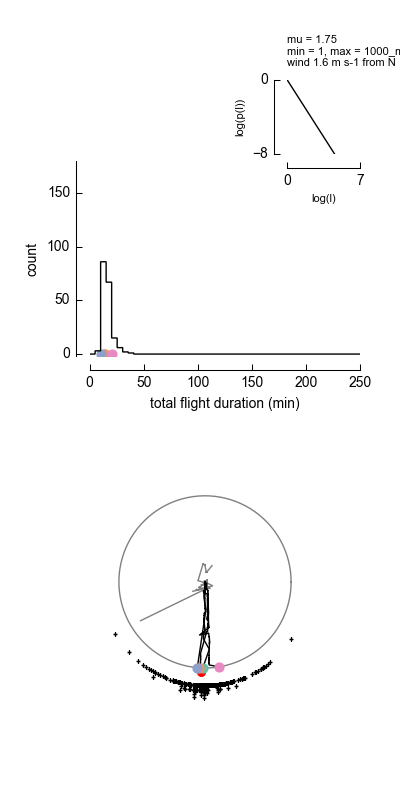 mu = 1.75
min = 1, max = 1000_m
wind 1.6 m s-1 from N
0
log(p(l))
−8
0
7
log(l)
150
100
50
0
count
0
50
100
150
200
250
total flight duration (min)